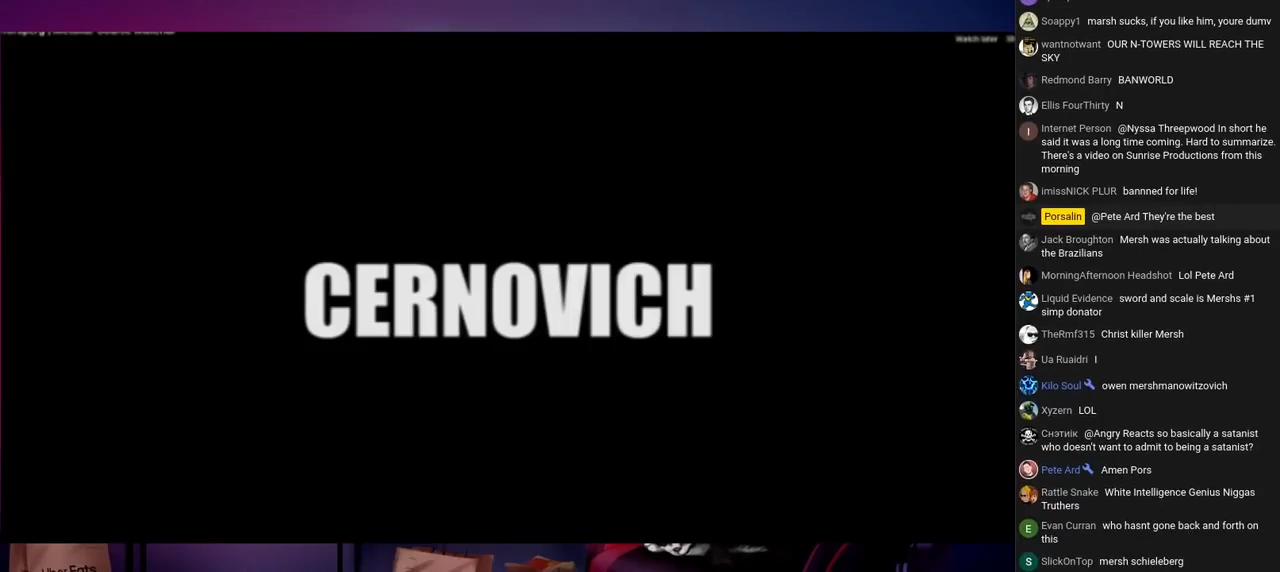 Watch later
Soappy1 marsh sucks, if you like him, youre dumv
wantnotwant OUR N-TOWERS WILL REACH THE
SKY
Redmond Barry BANWORLD
Ellis FourThirty N
I Internet Person @Nyssa Threepwood In short he
said it was a long time coming. Hard to summarize.
There's a video on Sunrise Productions from this
morning
imissNICK PLUR bannned for life!
Porsalin @Pete Ard They're the best
Jack Broughton Mersh was actually talking about
the Brazilians
MorningAfternoon Headshot Lol Pete Ard
Liquid Evidence sword and scale is Mershs #1
simp donator
TheRmf315 Christ killer Mersh
Ua Ruaidri I
Kilo Soul owen mershmanowitzovich
Xyzern LOL
Снэтиік @Angry Reacts so basically a satanist
who doesn't want to admit to being a satanist?
Pete Ard Amen Pors
Rattle Snake White Intelligence Genius Niggas
Truthers
E Evan Curran who hasnt gone back and forth on
this
S SlickOnTop mersh schieleberg
CERNOVICH
Uber Eats